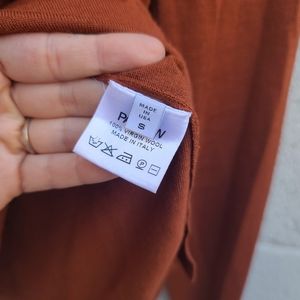 MADE IN
USA
S
100% VIRGIN WOOL
MADE IN ITALY